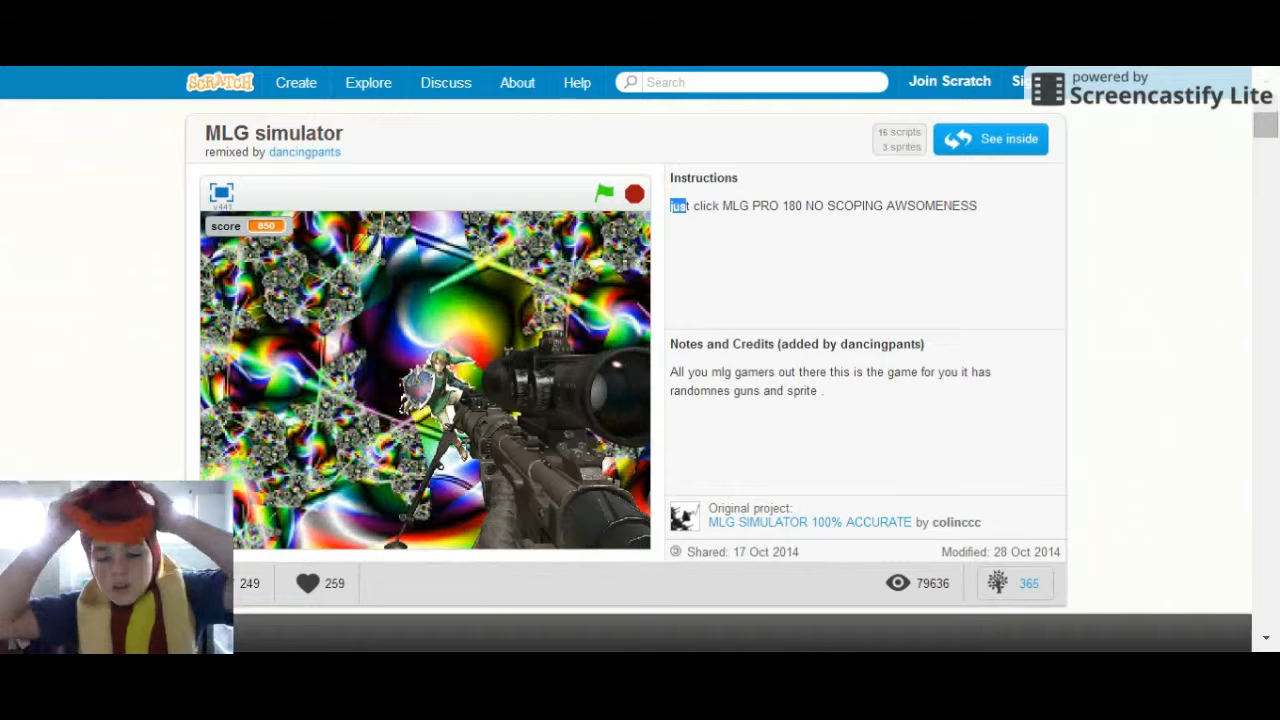 SCRATCH Create Explore Discuss About Help Search Join Scratch
powered by
Screencastify Lite
MLG simulator
remixed by dancingpants
16 scripts
3 sprites
See inside
v441
score 850
Instructions
just click MLG PRO 180 NO SCOPING AWSOMENESS
Notes and Credits (added by dancingpants)
All you mlg gamers out there this is the game for you it has
randomnes guns and sprite .
Original project:
MLG SIMULATOR 100% ACCURATE by colinccc
Shared: 17 Oct 2014 Modified: 28 Oct 2014
249 259 79636 365